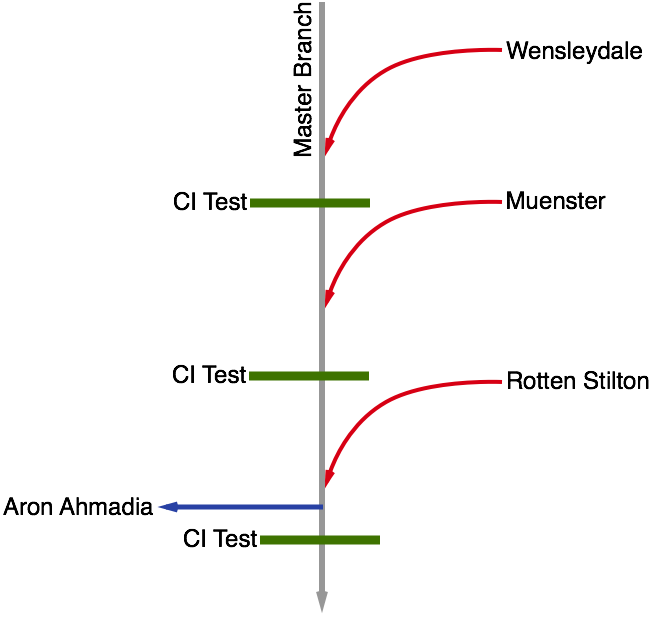 Master Branch
Wensleydale
CI Test
Muenster
CI Test
Rotten Stilton
Aron Ahmadia
CI Test